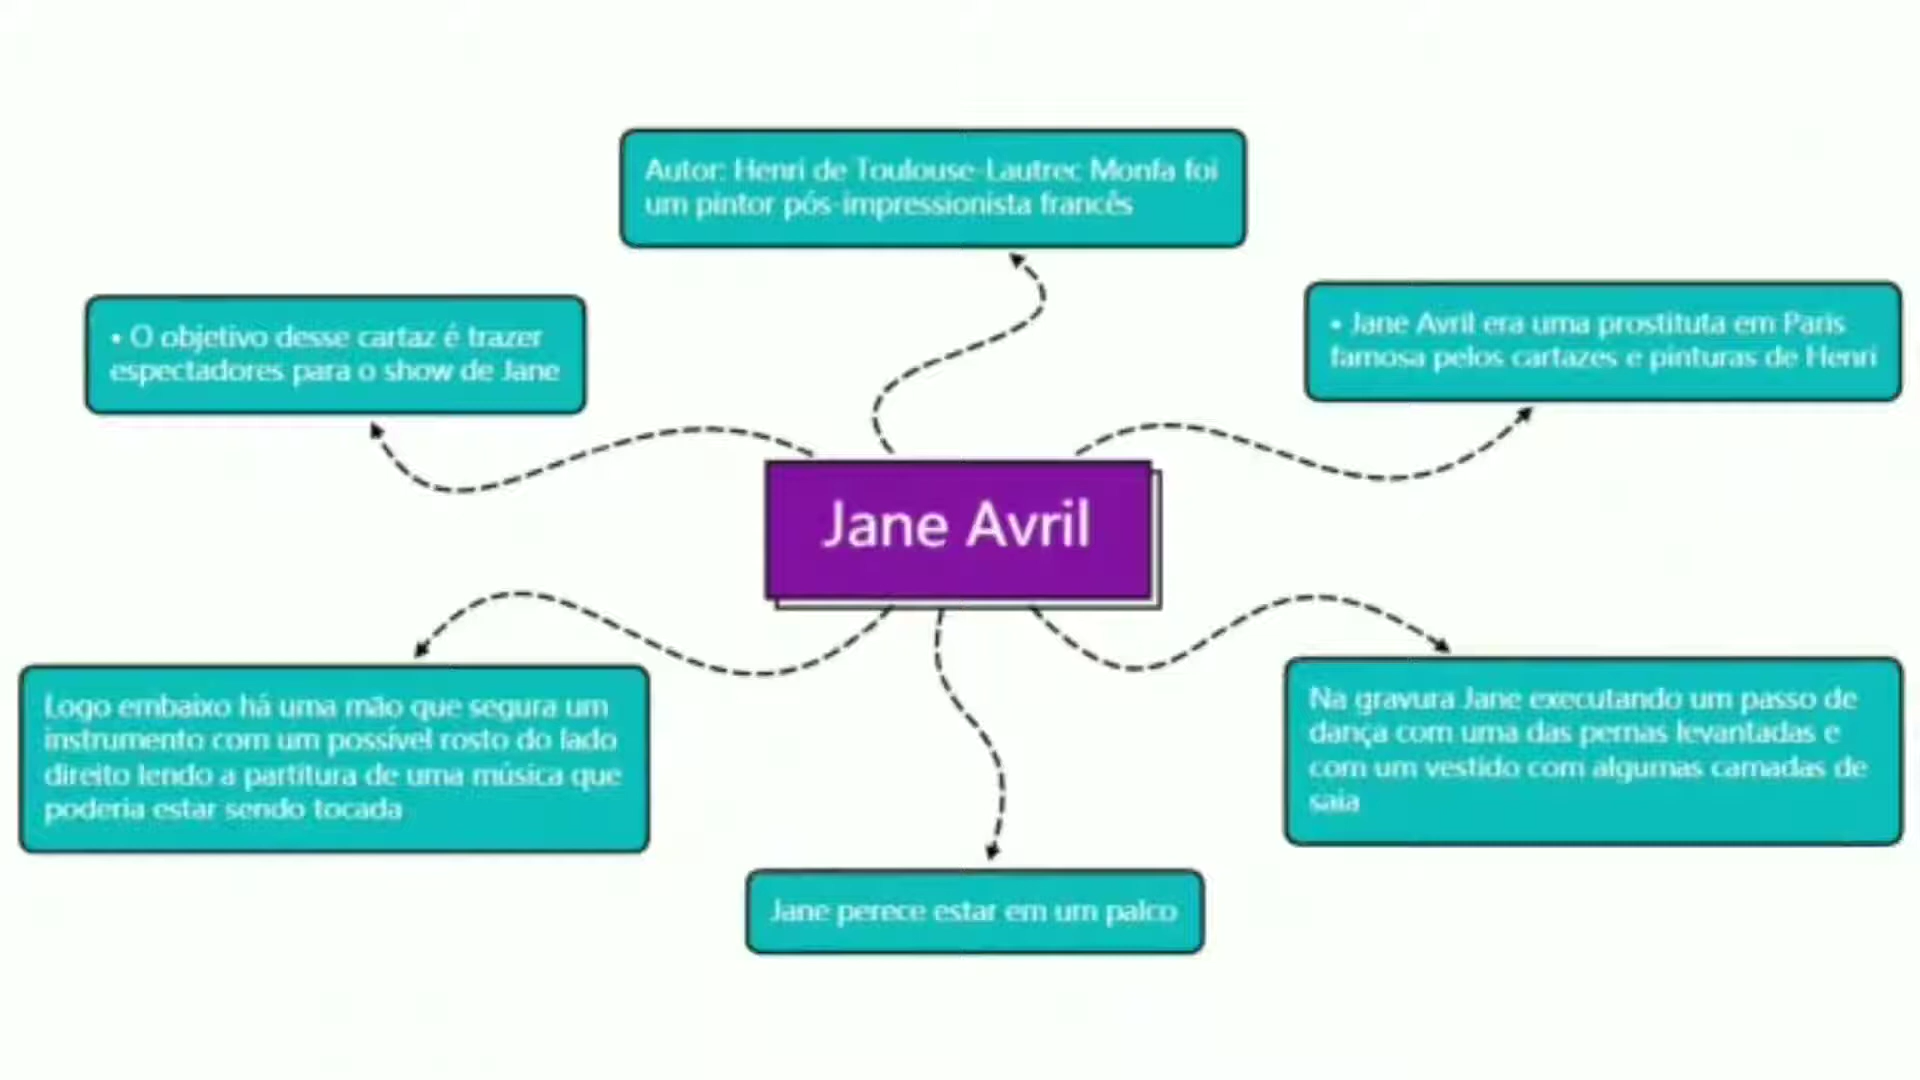 Autor: Henri de Toulouse-Lautrec Monfa foi
um pintor pós-impressionista francês
• O objetivo desse cartaz é trazer
espectadores para o show de Jane
• Jane Avril era uma prostituta em Paris
famosa pelos cartazes e pinturas de Henri
Jane Avril
Logo embaixo há uma mão que segura um
instrumento com um possível rosto do lado
direito lendo a partitura de uma música que
poderia estar sendo tocada
Na gravura Jane executando um passo de
dança com uma das pernas levantadas e
com um vestido com algumas camadas de
saia
Jane perece estar em um palco